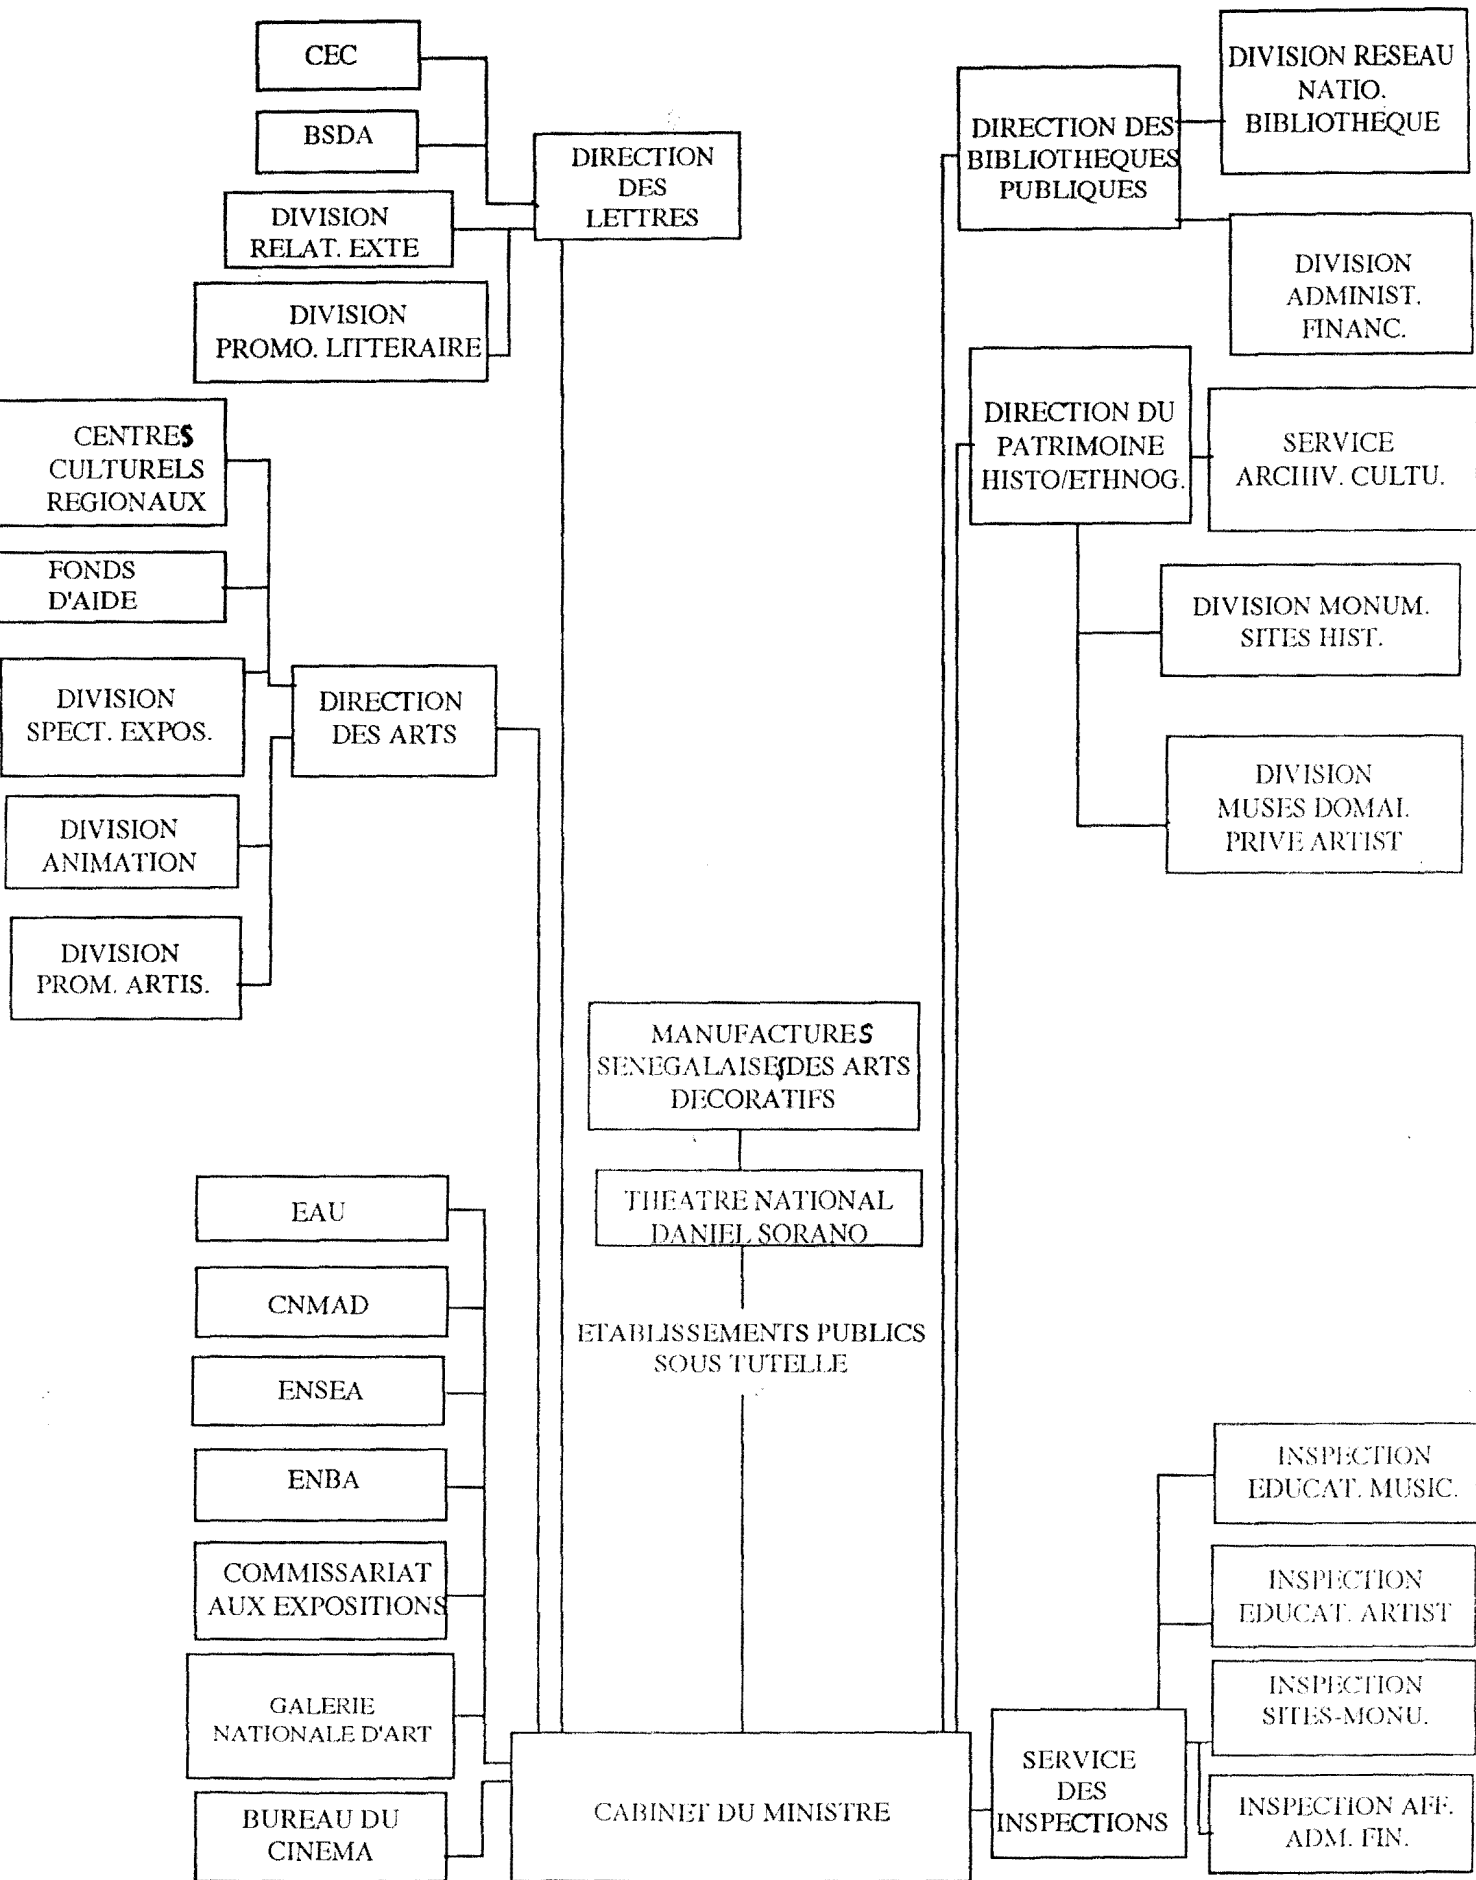 CEC
BSDA
DIVISION
RELAT. EXTE
DIVISION
PROMO. LITTERAIRE
DIRECTION
DES
LETTRES
CENTRES
CULTURELS
REGIONAUX
FONDS
D'AIDE
DIVISION
SPECT. EXPOS.
DIVISION
ANIMATION
DIVISION
PROM. ARTIS.
DIRECTION
DES ARTS
DIRECTION DES
BIBLIOTHEQUES
PUBLIQUES
DIVISION RESEAU
NATIO.
BIBLIOTHEQUE
DIVISION
ADMINIST.
FINANC.
DIRECTION DU
PATRIMOINE
HISTO/ETHNOG.
SERVICE
ARCHIV. CULTU.
DIVISION MONUM.
SITES HIST.
DIVISION
MUSES DOMAI.
PRIVE ARTIST
MANUFACTURES
SENEGALAISES DES ARTS
DECORATIFS
THEATRE NATIONAL
DANIEL SORANO
ETABLISSEMENTS PUBLICS
SOUS TUTELLE
EAU
CNMAD
ENSEA
ENBA
COMMISSARIAT
AUX EXPOSITIONS
GALERIE
NATIONALE D'ART
BUREAU DU
CINEMA
CABINET DU MINISTRE
SERVICE
DES
INSPECTIONS
INSPECTION
EDUCAT. MUSIC.
INSPECTION
EDUCAT. ARTIST
INSPECTION
SITES-MONU.
INSPECTION AFF.
ADM. FIN.